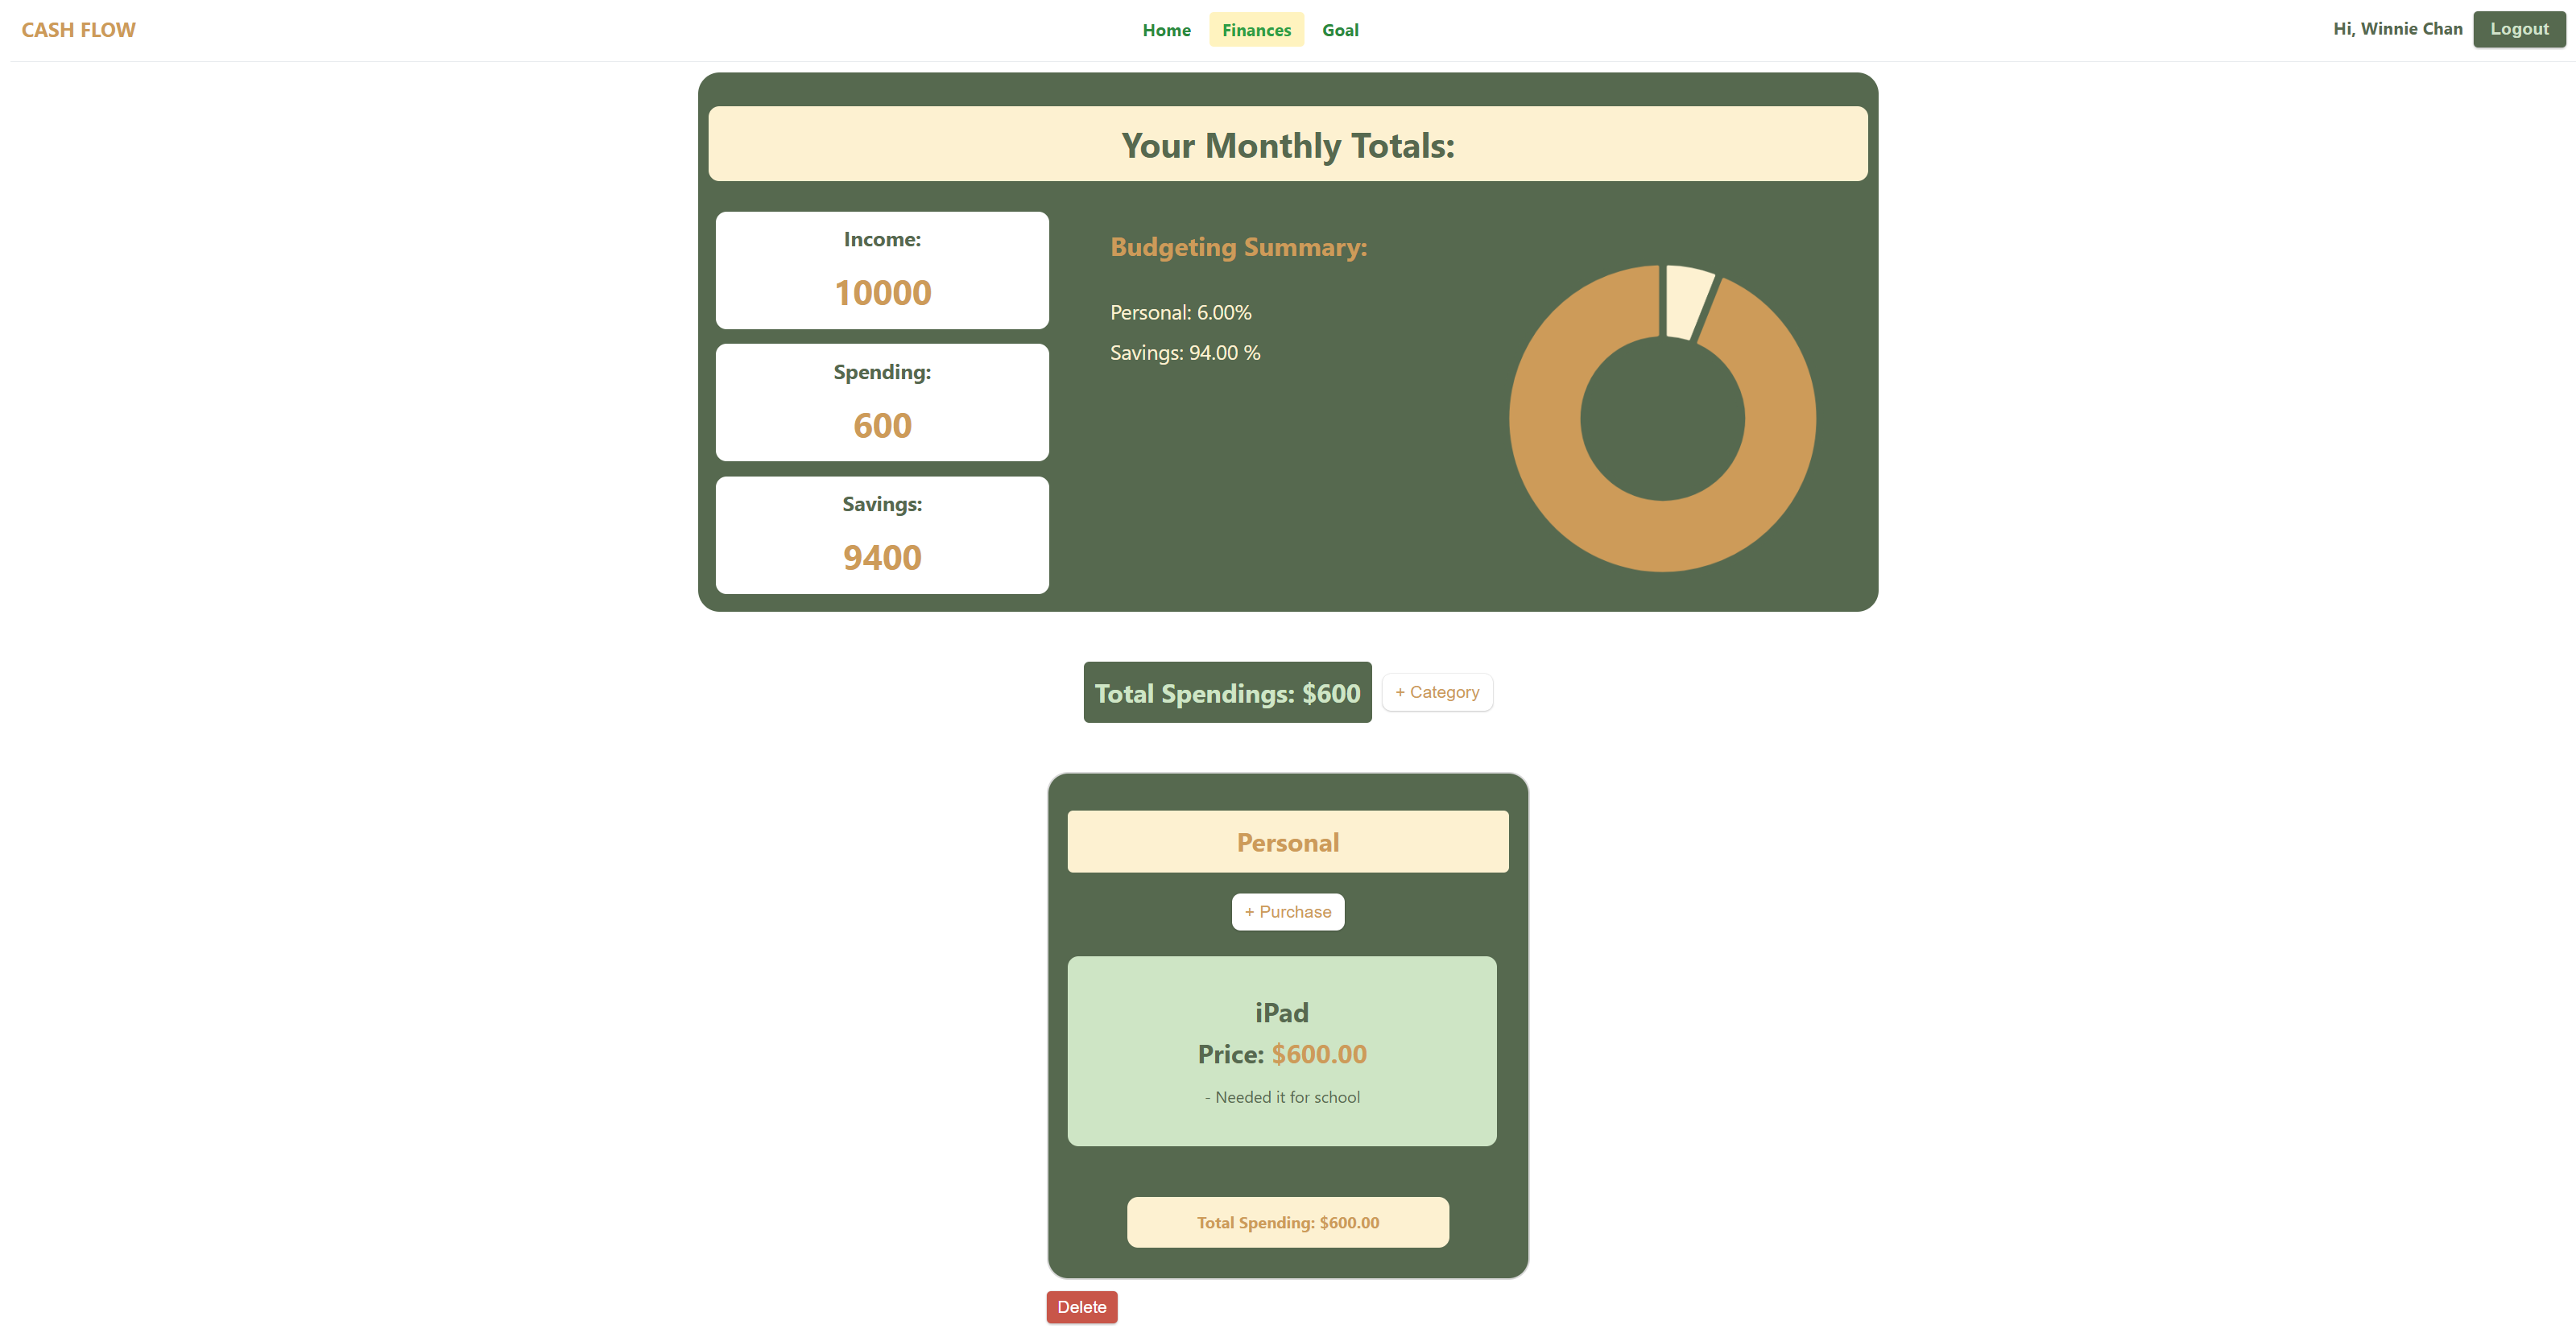 CASH FLOW
Home Finances Goal
Hi, Winnie Chan Logout
Your Monthly Totals:
Income:
10000
Spending:
600
Savings:
9400
Budgeting Summary:
Personal: 6.00%
Savings: 94.00 %
Total Spendings: $600
+ Category
Personal
+ Purchase
iPad
Price: $600.00
- Needed it for school
Total Spending: $600.00
Delete